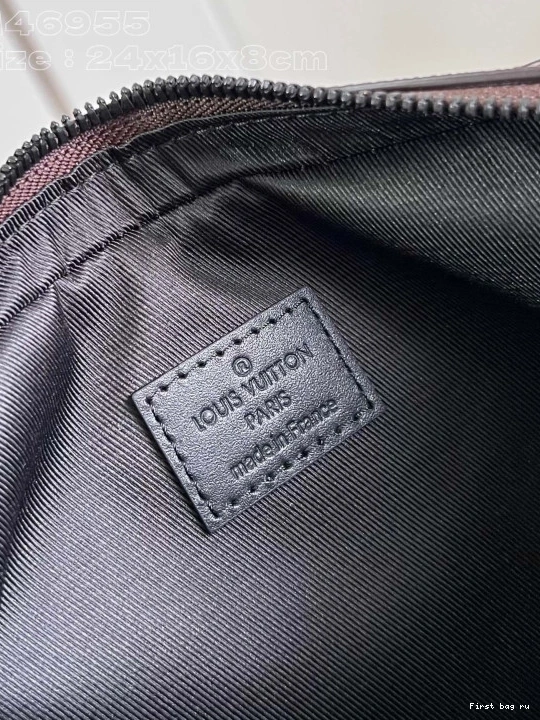 46955
ize : 24x16x8cm
LOUIS VUITTON
PARIS
made in France
First bag ru